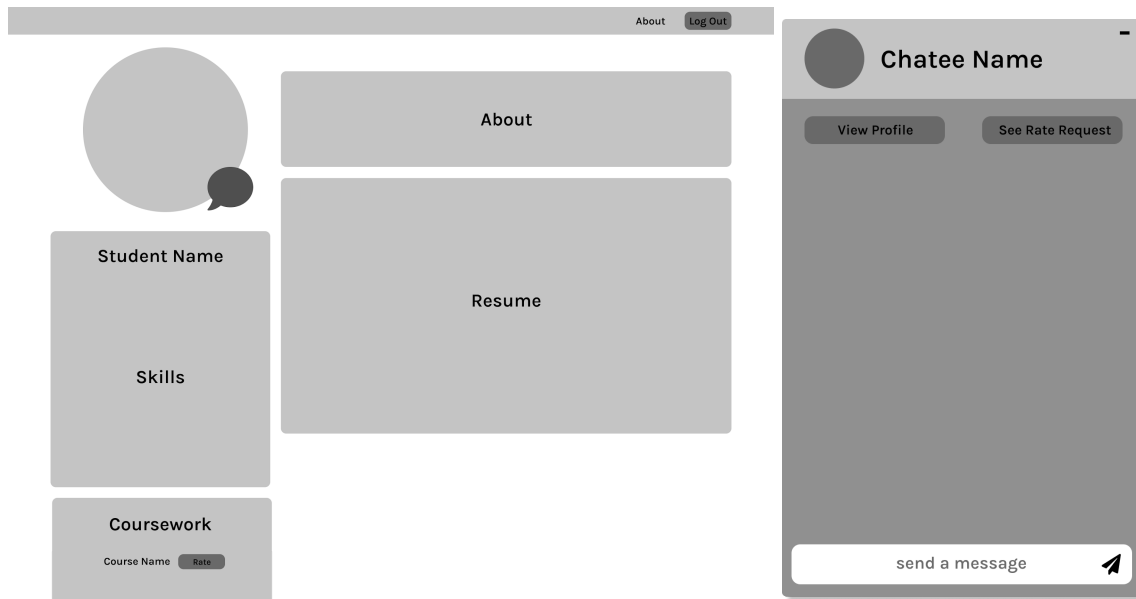 About
Log Out
About
Resume
Student Name
Skills
Coursework
Course Name
Rate
Chatee Name
View Profile
See Rate Request
send a message